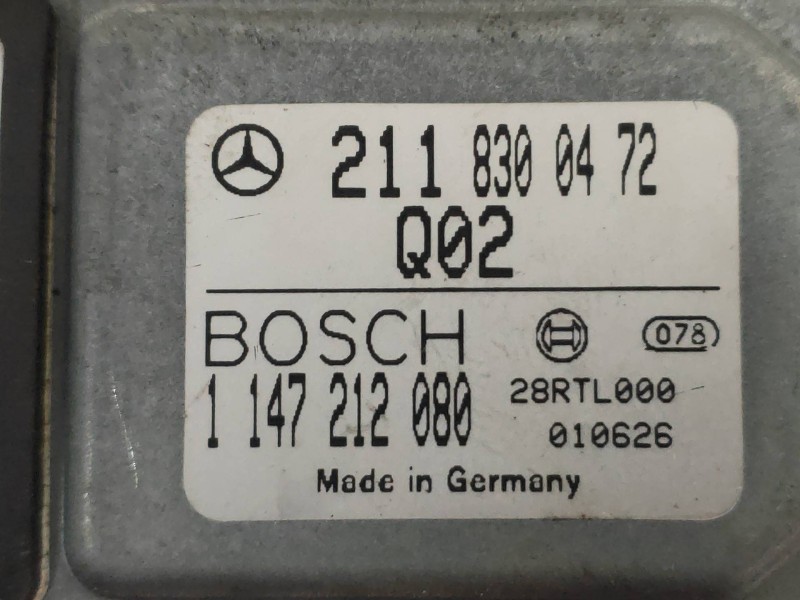 211 830 04 72
Q02
BOSCH 078
1 147 212 080 28RTL000
010626
Made in Germany